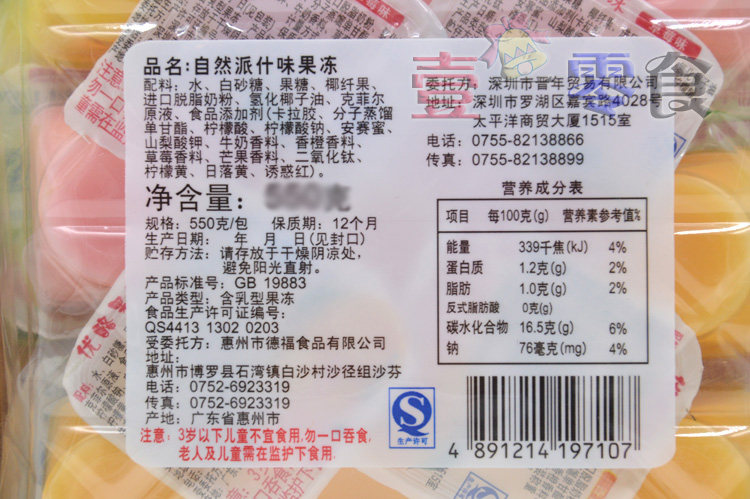 品名:自然派什味果冻
配料:水、白砂糖、果糖、椰纤果、
进口脱脂奶粉、氢化椰子油、克菲尔
原液、食品添加剂(卡拉胶、分子蒸馏
单甘酯、柠檬酸、柠檬酸钠、安赛蜜、
山梨酸钾、牛奶香料、香橙香料、
草莓香料、芒果香料、二氧化钛、
柠檬黄、日落黄、诱惑红)。
净含量: 550克
规格:550克/包 保质期:12个月
生产日期: 年 月 日(见封口)
贮存方法:请存放于干燥阴凉处,
避免阳光直射。
产品标准号:GB 19883
产品类型:含乳型果冻
食品生产许可证编号:
QS4413 1302 0203
受委托方:惠州市德福食品有限公司
地址:
惠州市博罗县石湾镇白沙村沙径组沙芬
电话:0752-6923319
传真:0752-6923319
产地:广东省惠州市
注意:3岁以下儿童不宜食用,勿一口吞食,
老人及儿童需在监护下食用.
委托方:深圳市晋年贸易有限公司
地址:深圳市罗湖区嘉宾路4028号
太平洋商贸大厦1515室
电话:0755-82138866
传真:0755-82138899
营养成分表
项目 每100克(g) 营养素参考值%
能量 339千焦(kJ) 4%
蛋白质 1.2克(g) 2%
脂肪 1.0克(g) 2%
反式脂肪酸 0克(g)
碳水化合物 16.5克(g) 6%
钠 76毫克(mg) 4%
生产许可
4 891214 197107
壹 零食